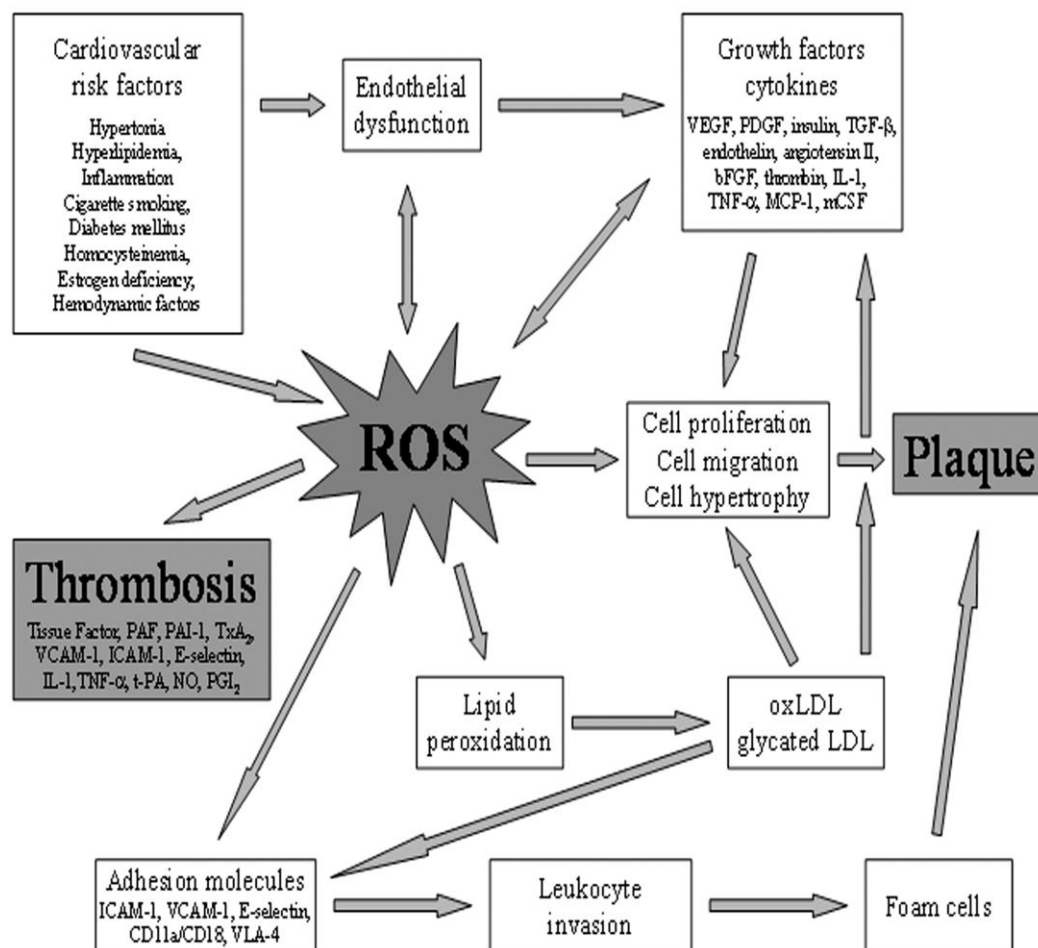 Cardiovascular
risk factors
Hypertonia
Hyperlipidemia,
Inflammation
Cigarette smoking,
Diabetes mellitus
Homocysteinemia,
Estrogen deficiency,
Hemodynamic factors
Endothelial
dysfunction
Growth factors
cytokines
VEGF, PDGF, insulin, TGF-β,
endothelin, angiotensin II,
bFGF, thrombin, IL-1,
TNF-α, MCP-1, mCSF
ROS
Cell proliferation
Cell migration
Cell hypertrophy
Plaque
Thrombosis
Tissue Factor, PAF, PAI-1, TxA₂,
VCAM-1, ICAM-1, E-selectin,
IL-1,TNF-α, t-PA, NO, PGI₂
Lipid
peroxidation
oxLDL
glycated LDL
Adhesion molecules
ICAM-1, VCAM-1, E-selectin,
CD11a/CD18, VLA-4
Leukocyte
invasion
Foam cells